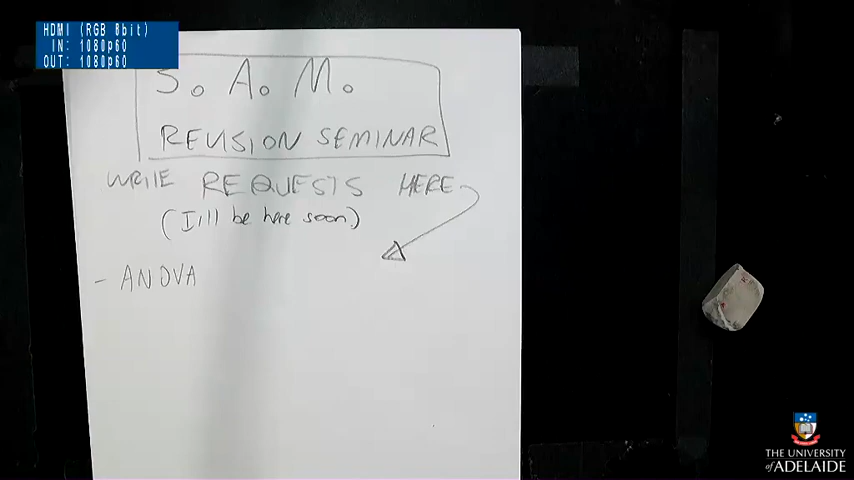 HDMI (RGB 8bit)
IN: 1080p60
OUT: 1080p60
S. A. M.
REVISION SEMINAR
WRITE REQUESTS HERE
(I'll be here soon.)
- ANOVA
THE UNIVERSITY
of ADELAIDE